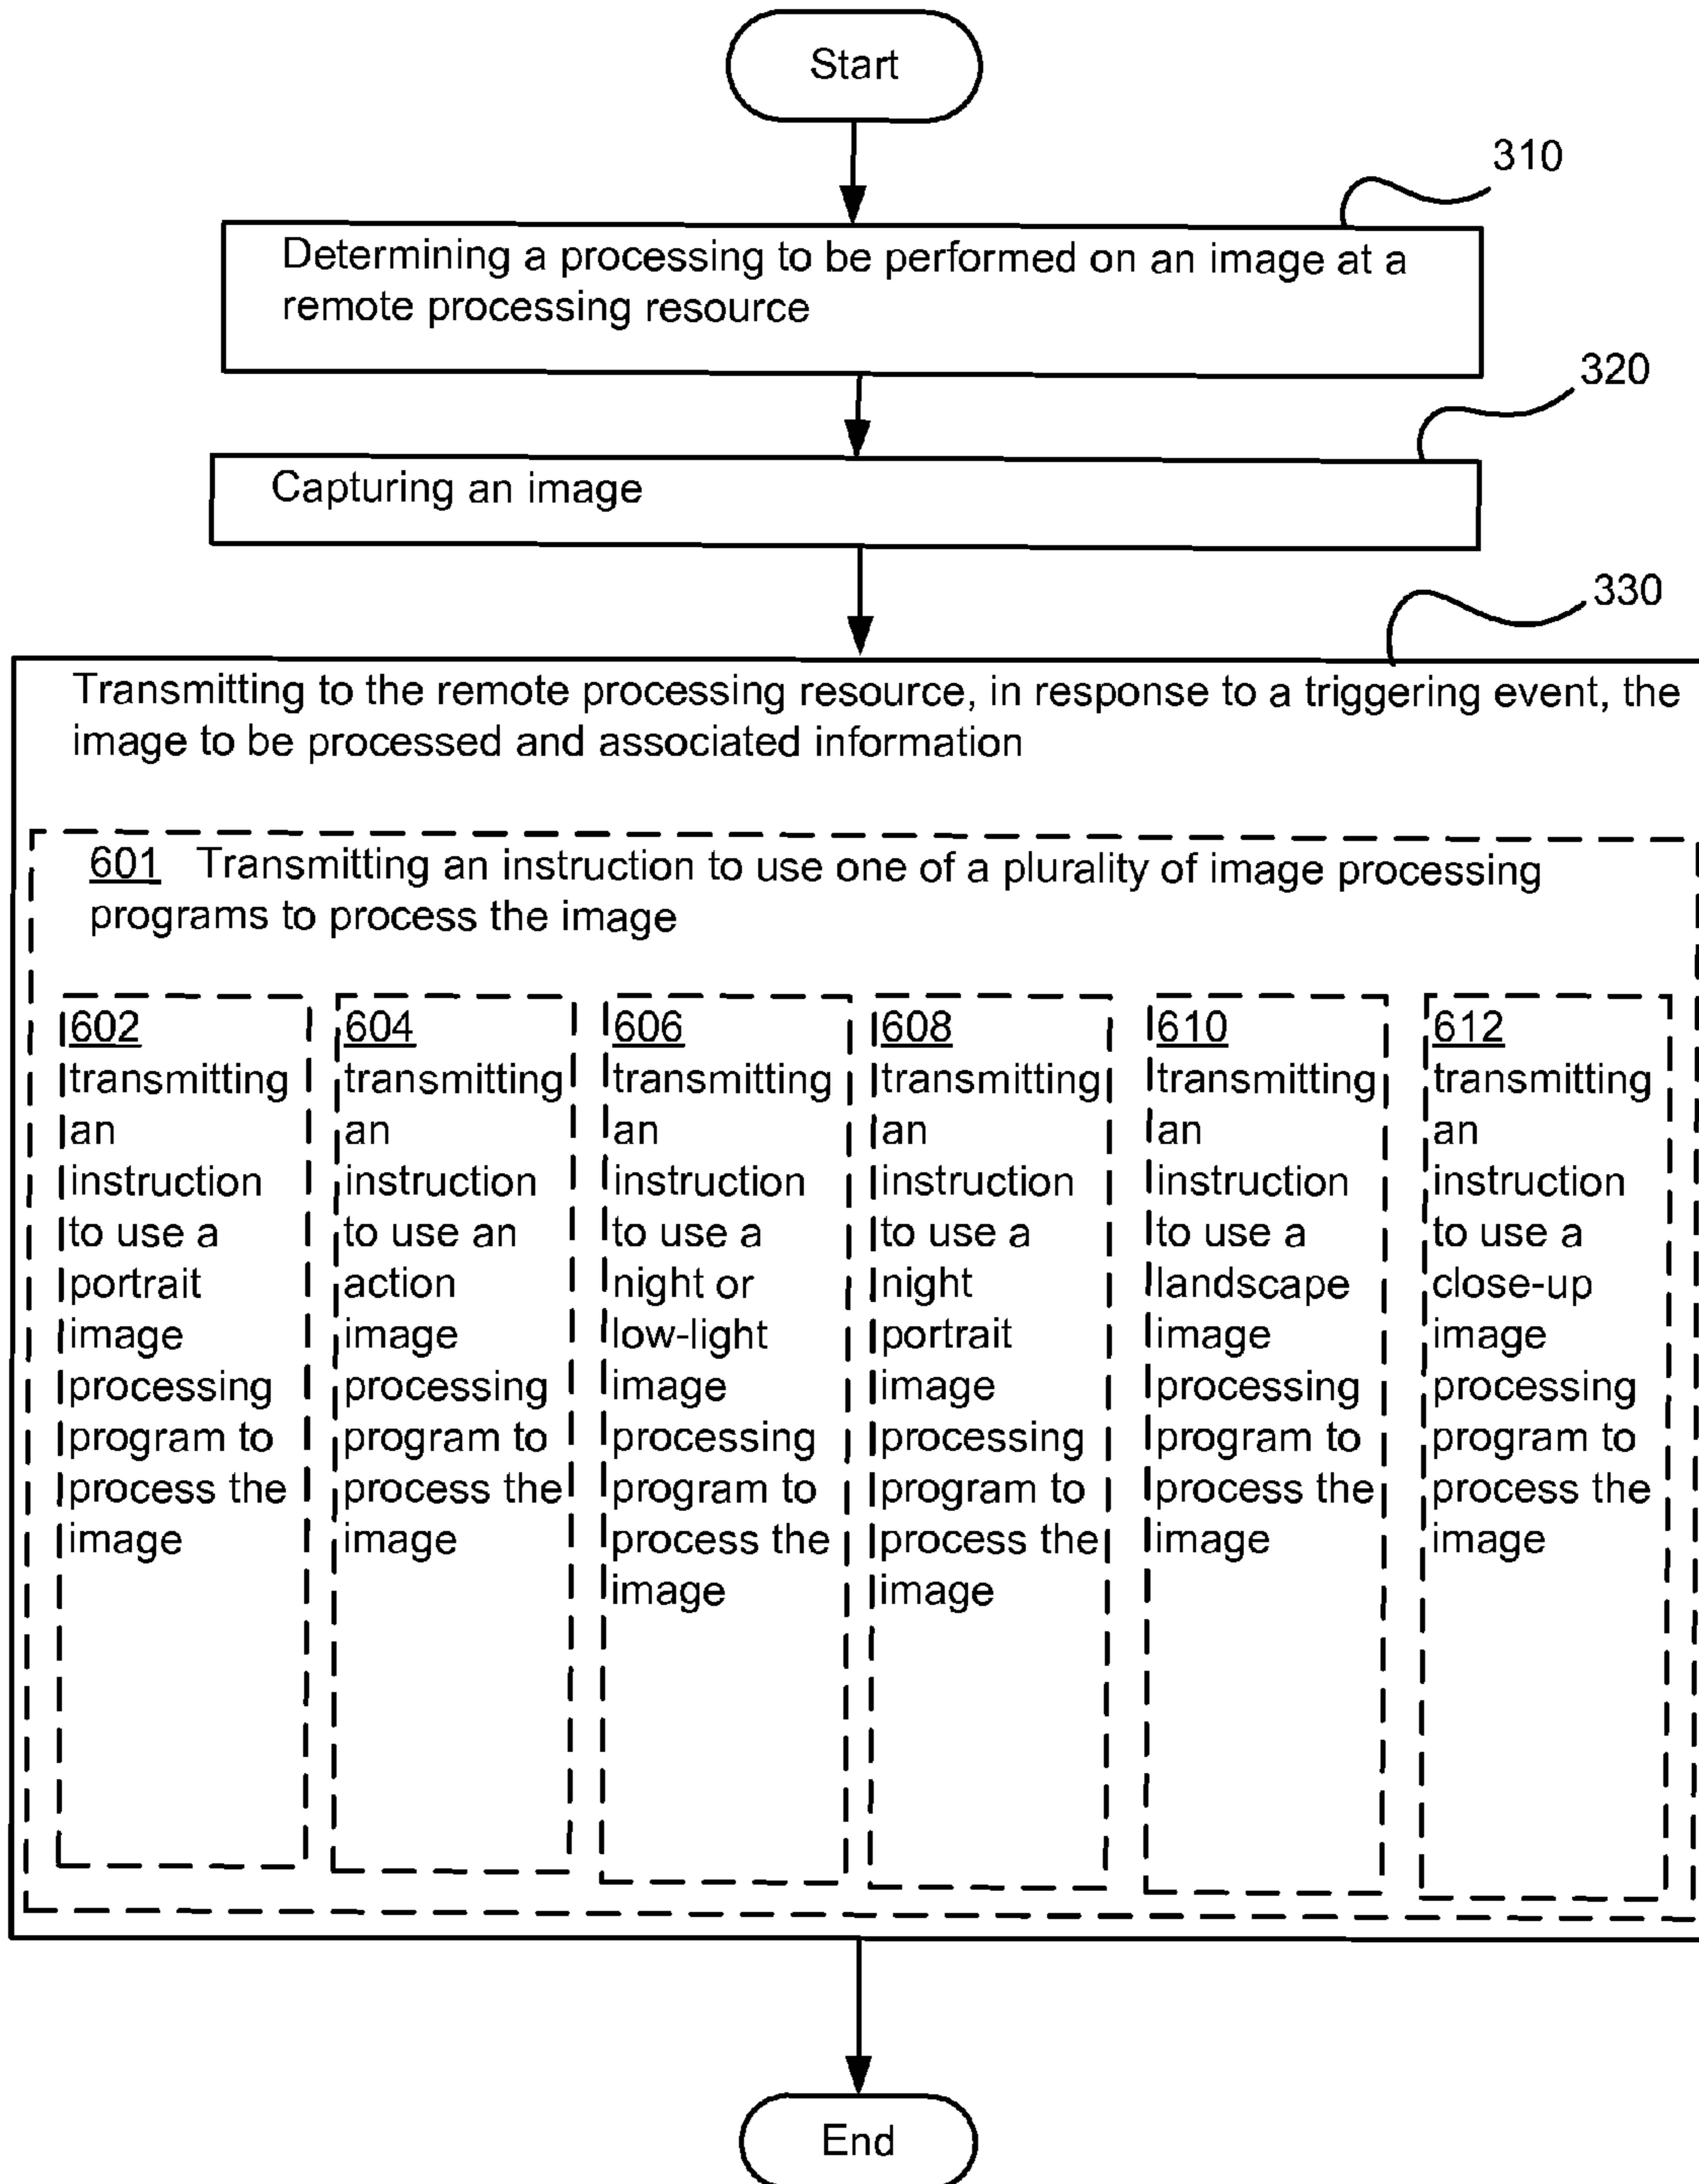 Start
310
Determining a processing to be performed on an image at a
remote processing resource
320
Capturing an image
330
Transmitting to the remote processing resource, in response to a triggering event, the
image to be processed and associated information
601 Transmitting an instruction to use one of a plurality of image processing
programs to process the image
602
transmitting
an
instruction
to use a
portrait
image
processing
program to
process the
image
604
transmitting
an
instruction
to use an
action
image
processing
program to
process the
image
606
transmitting
an
instruction
to use a
night or
low-light
image
processing
program to
process the
image
608
transmitting
an
instruction
to use a
night
portrait
image
processing
program to
process the
image
610
transmitting
an
instruction
to use a
landscape
image
processing
program to
process the
image
612
transmitting
an
instruction
to use a
close-up
image
processing
program to
process the
image
End